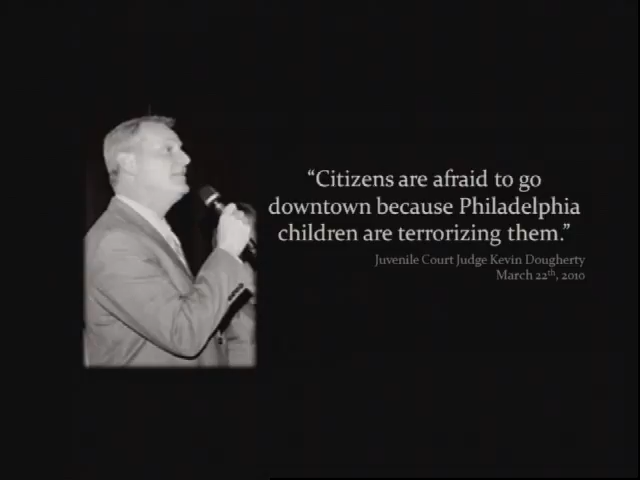 “Citizens are afraid to go
downtown because Philadelphia
children are terrorizing them.”
Juvenile Court Judge Kevin Dougherty
March 22th, 2010